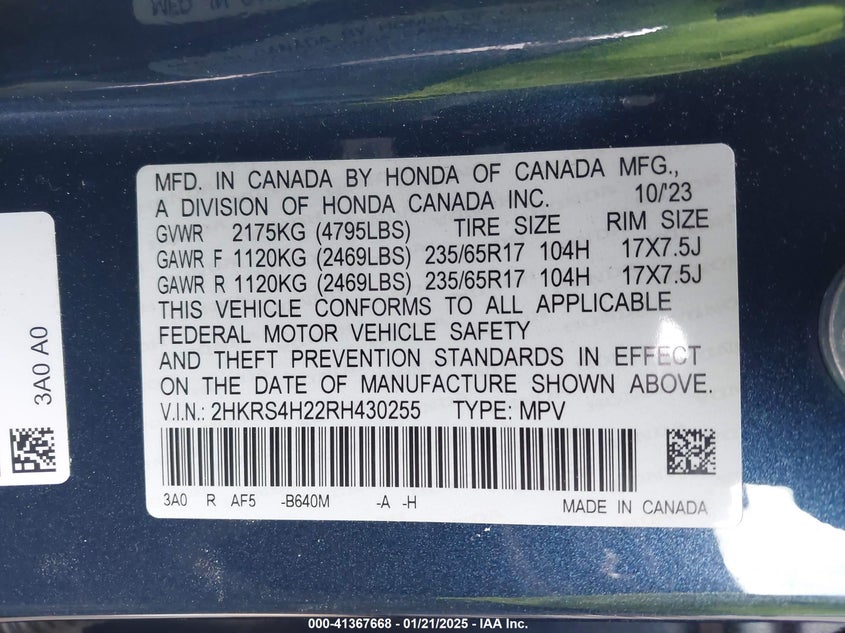 MFD. IN CANADA BY HONDA OF CANADA MFG.,
A DIVISION OF HONDA CANADA INC. 10/'23
GVWR 2175KG (4795LBS) TIRE SIZE RIM SIZE
GAWR F 1120KG (2469LBS) 235/65R17 104H 17X7.5J
GAWR R 1120KG (2469LBS) 235/65R17 104H 17X7.5J
THIS VEHICLE CONFORMS TO ALL APPLICABLE
FEDERAL MOTOR VEHICLE SAFETY
AND THEFT PREVENTION STANDARDS IN EFFECT
ON THE DATE OF MANUFACTURE SHOWN ABOVE.
V.I.N.: 2HKRS4H22RH430255 TYPE: MPV
3A0 R AF5 -B640M -A -H MADE IN CANADA
3A0 A0
000-41367668 - 01/21/2025 - IAA Inc.